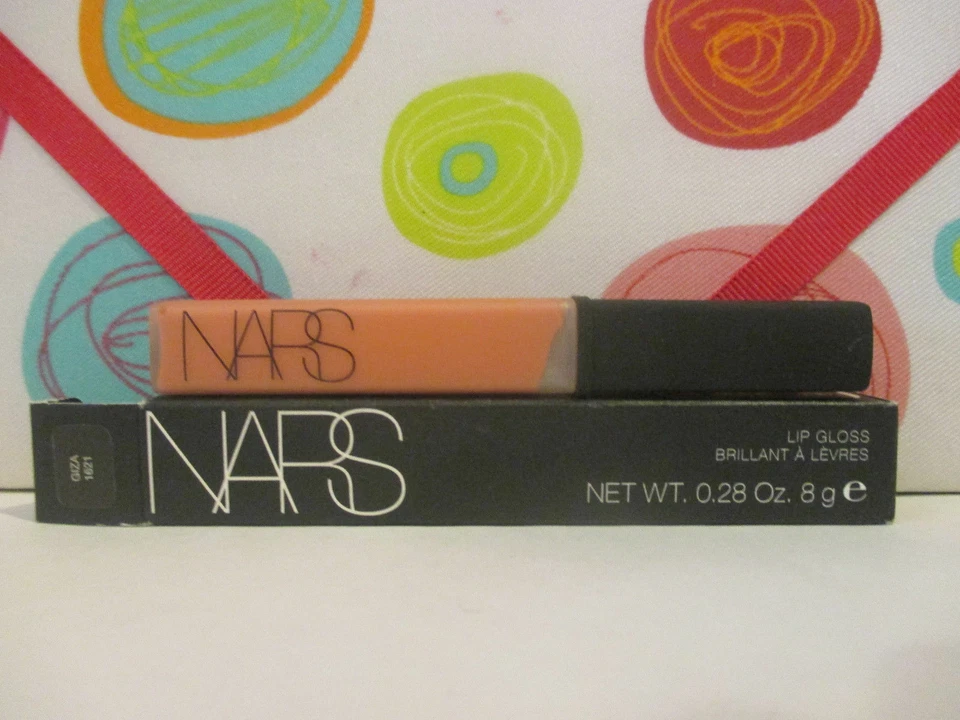 NARS
GIZA
1621
NARS
LIP GLOSS
BRILLANT À LÈVRES
NET WT. 0.28 Oz. 8 g e